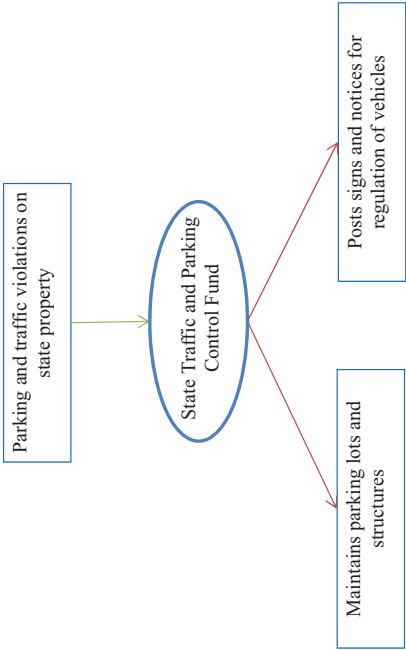 Parking and traffic violations on
state property
State Traffic and Parking
Control Fund
Maintains parking lots and
structures
Posts signs and notices for
regulation of vehicles